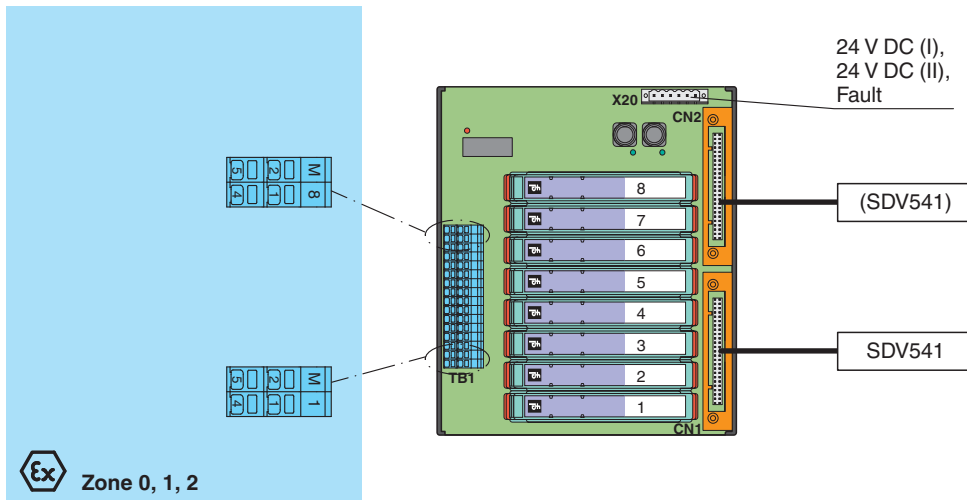 24 V DC (I),
24 V DC (II),
Fault
X20
CN2
8
7
6
5
4
3
2
1
(SDV541)
SDV541
TB1
CN1
5 2 M
4 1 8
5 2 M
4 1 1
Ex
Zone 0, 1, 2